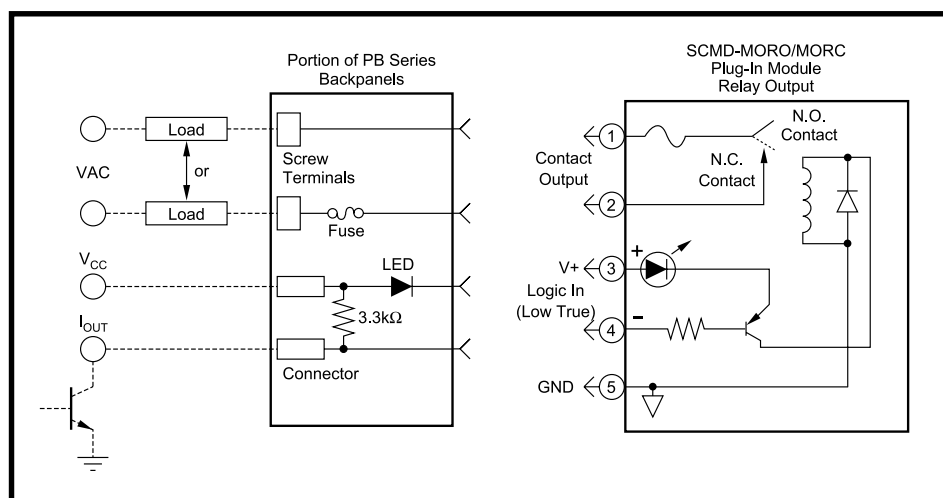 Portion of PB Series
Backpanels
Load
VAC
or
Load
Screw
Terminals
Fuse
VCC
LED
3.3kΩ
IOUT
Connector
SCMD-MORO/MORC
Plug-In Module
Relay Output
1
N.O.
Contact
Contact
Output
N.C.
Contact
2
+
V+
3
Logic In
(Low True)
4
–
GND
5